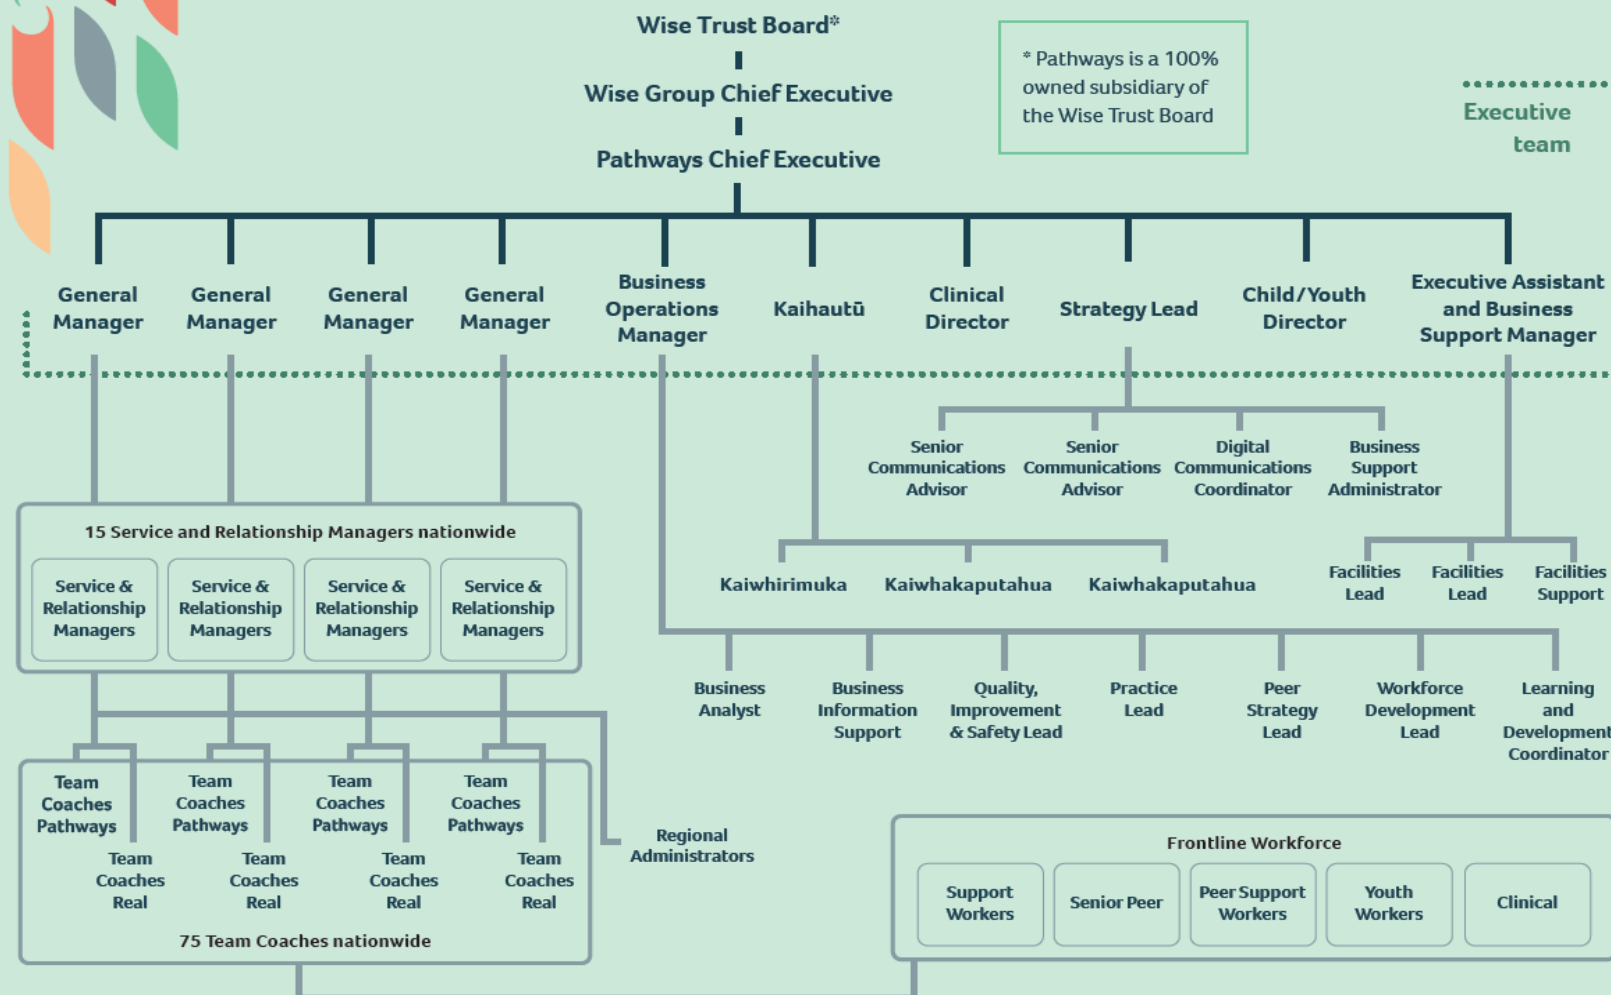 Wise Trust Board*
Wise Group Chief Executive
Pathways Chief Executive
* Pathways is a 100%
owned subsidiary of
the Wise Trust Board
Executive
team
General
Manager
General
Manager
General
Manager
General
Manager
Business
Operations
Manager
Kaihautū
Clinical
Director
Strategy Lead
Child/Youth
Director
Executive Assistant
and Business
Support Manager
Senior
Communications
Advisor
Senior
Communications
Advisor
Digital
Communications
Coordinator
Business
Support
Administrator
15 Service and Relationship Managers nationwide
Service &
Relationship
Managers
Service &
Relationship
Managers
Service &
Relationship
Managers
Service &
Relationship
Managers
Kaiwhirimuka
Kaiwhakaputahua
Kaiwhakaputahua
Facilities
Lead
Facilities
Lead
Facilities
Support
Business
Analyst
Business
Information
Support
Quality,
Improvement
& Safety Lead
Practice
Lead
Peer
Strategy
Lead
Workforce
Development
Lead
Learning
and
Development
Coordinator
Team
Coaches
Pathways
Team
Coaches
Pathways
Team
Coaches
Pathways
Team
Coaches
Pathways
Team
Coaches
Real
Team
Coaches
Real
Team
Coaches
Real
Team
Coaches
Real
75 Team Coaches nationwide
Regional
Administrators
Frontline Workforce
Support
Workers
Senior Peer
Peer Support
Workers
Youth
Workers
Clinical